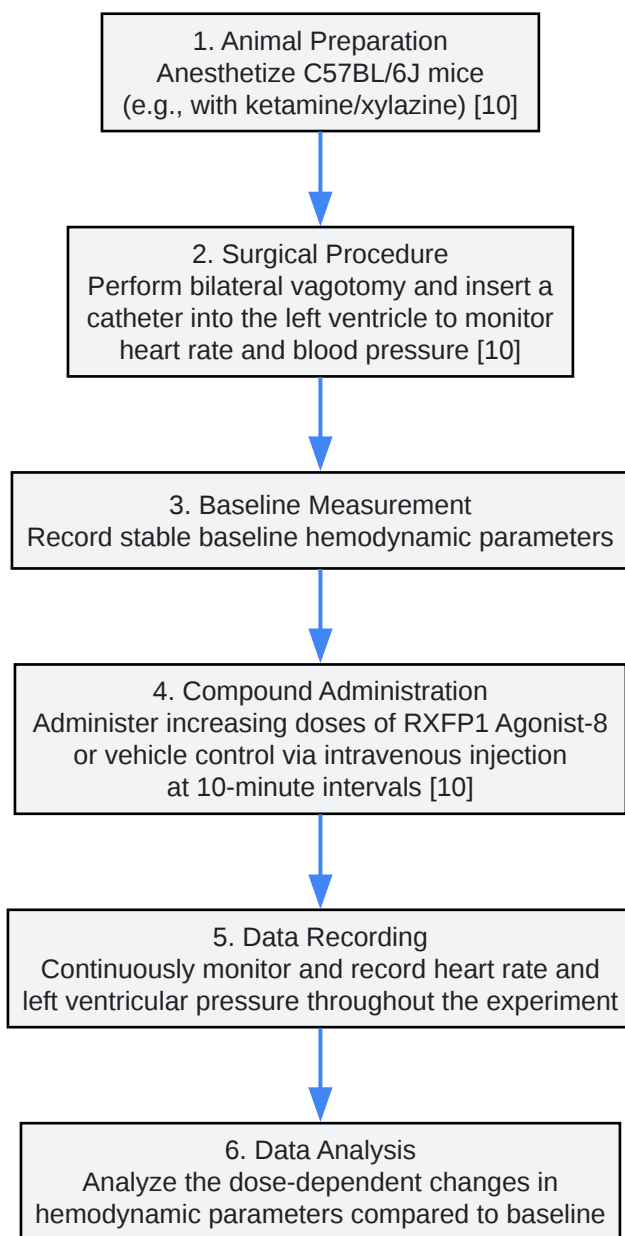 1. Animal Preparation
Anesthetize C57BL/6J mice
(e.g., with ketamine/xylazine) [10]
2. Surgical Procedure
Perform bilateral vagotomy and insert a
catheter into the left ventricle to monitor
heart rate and blood pressure [10]
3. Baseline Measurement
Record stable baseline hemodynamic parameters
4. Compound Administration
Administer increasing doses of RXFP1 Agonist-8
or vehicle control via intravenous injection
at 10-minute intervals [10]
5. Data Recording
Continuously monitor and record heart rate and
left ventricular pressure throughout the experiment
6. Data Analysis
Analyze the dose-dependent changes in
hemodynamic parameters compared to baseline